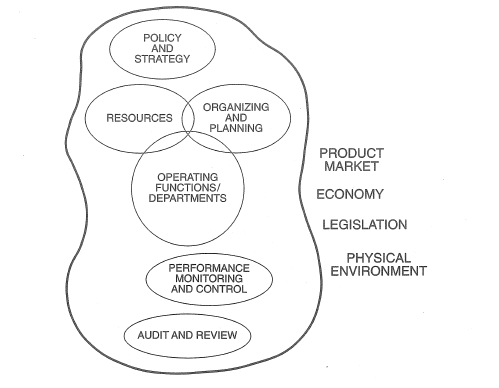 POLICY
AND
STRATEGY
RESOURCES
ORGANIZING
AND
PLANNING
OPERATING
FUNCTIONS/
DEPARTMENTS
PERFORMANCE
MONITORING
AND CONTROL
AUDIT AND REVIEW
PRODUCT
MARKET
ECONOMY
LEGISLATION
PHYSICAL
ENVIRONMENT